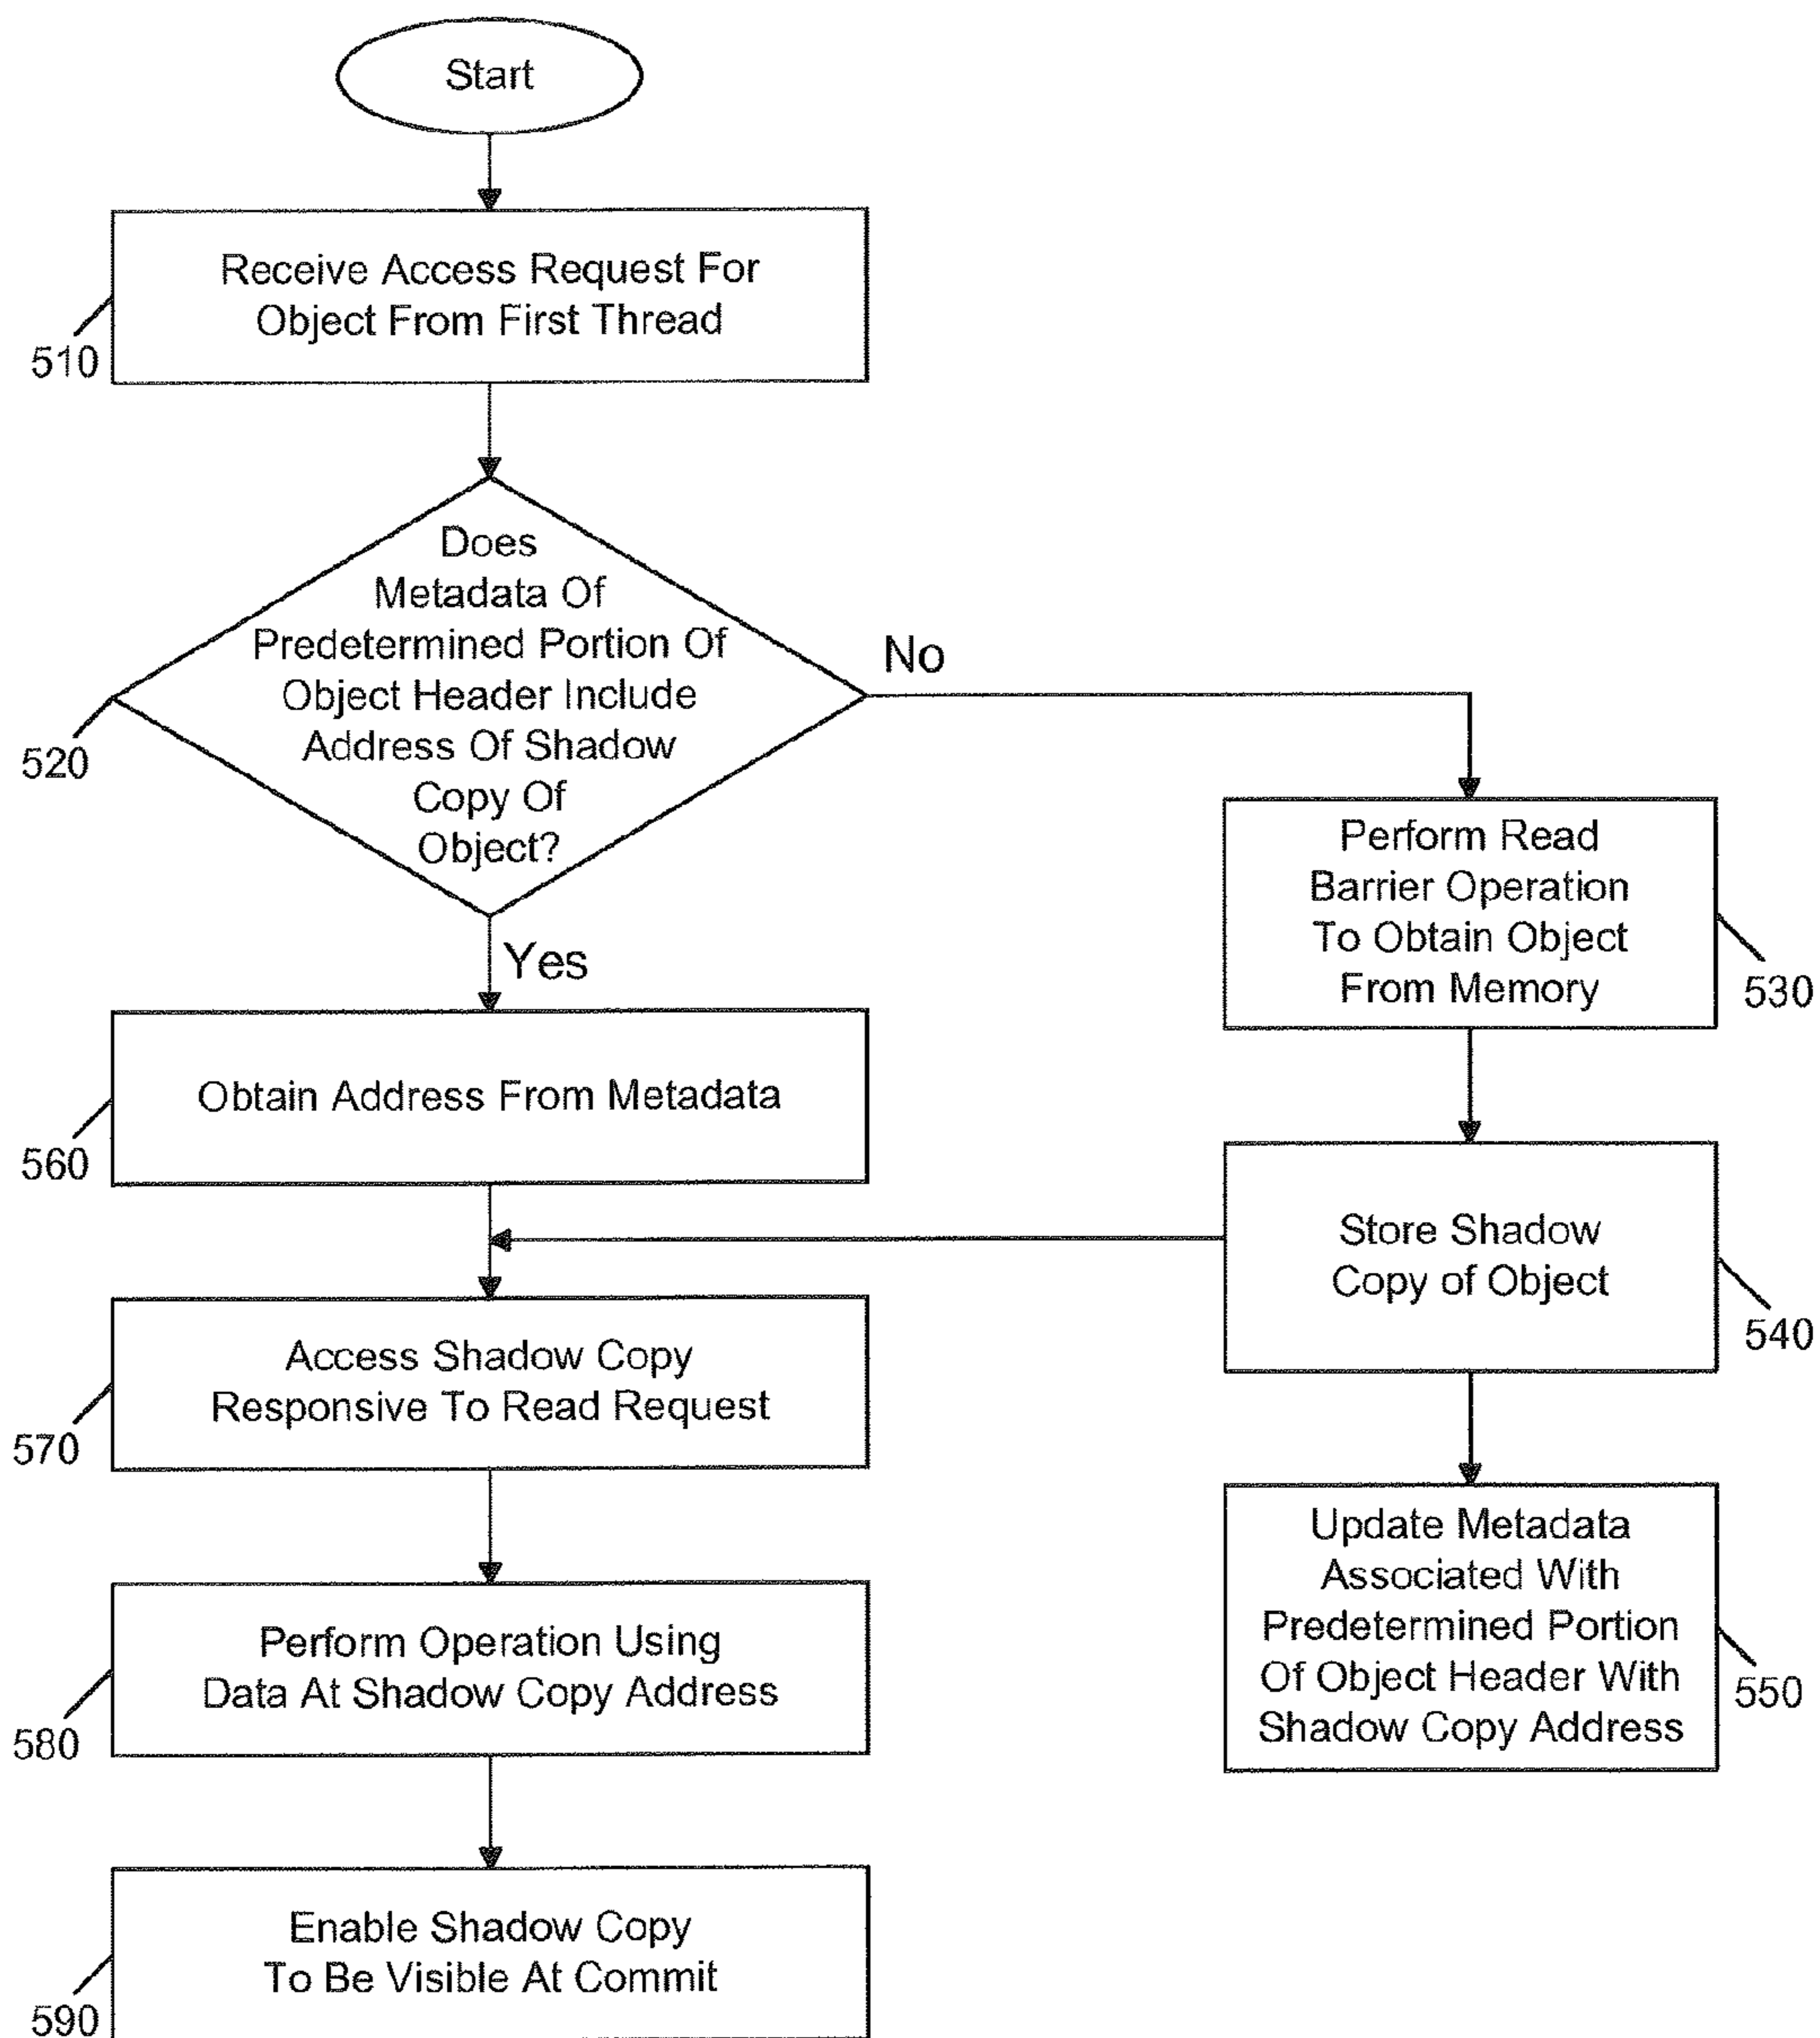 Start
Receive Access Request For
Object From First Thread
510
Does
Metadata Of
Predetermined Portion Of
Object Header Include
Address Of Shadow
Copy Of
Object?
520
No
Yes
Perform Read
Barrier Operation
To Obtain Object
From Memory
530
Obtain Address From Metadata
560
Store Shadow
Copy of Object
540
Access Shadow Copy
Responsive To Read Request
570
Update Metadata
Associated With
Predetermined Portion
Of Object Header With
Shadow Copy Address
550
Perform Operation Using
Data At Shadow Copy Address
580
Enable Shadow Copy
To Be Visible At Commit
590